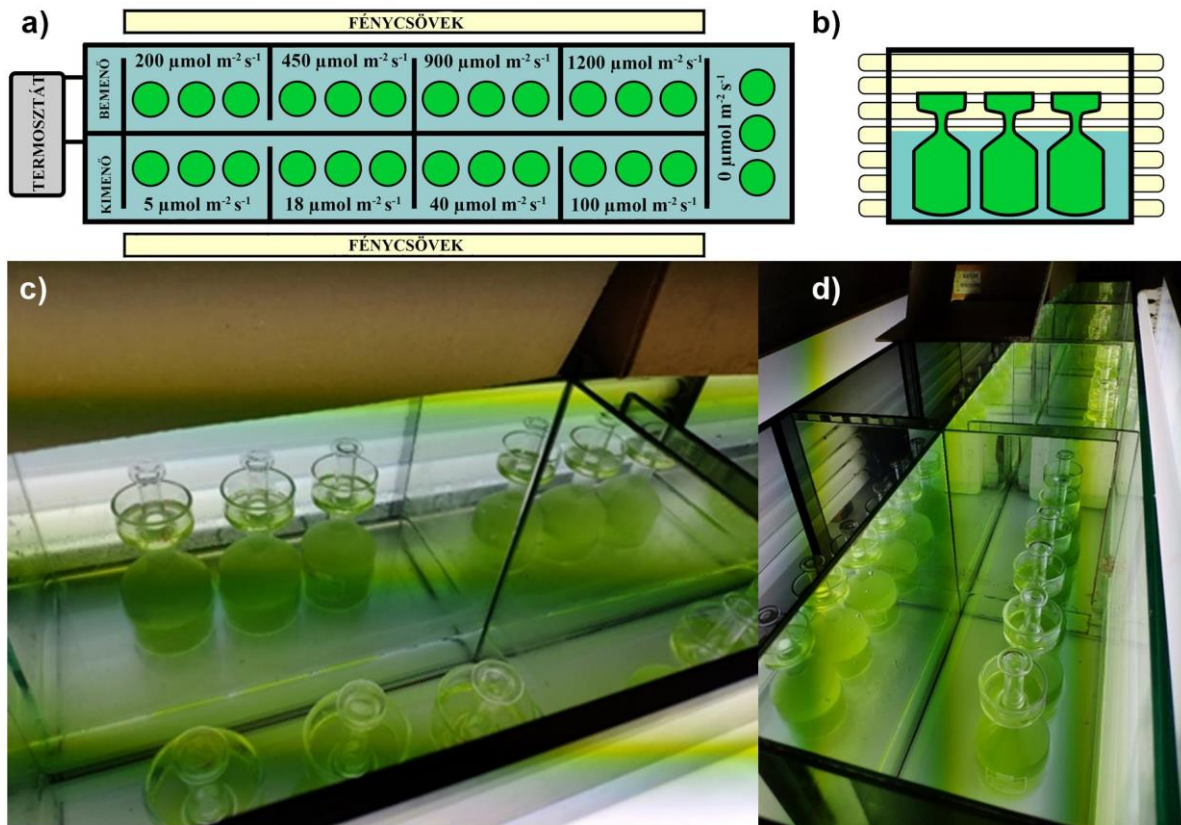 a)
FÉNYCSÖVEK
b)
200 µmol m-2 s-1
450 µmol m-2 s-1
900 µmol m-2 s-1
1200 µmol m-2 s-1
BEMENŐ
TERMOSZTÁT
0 µmol m-2 s-1
KIMENŐ
5 µmol m-2 s-1
18 µmol m-2 s-1
40 µmol m-2 s-1
100 µmol m-2 s-1
FÉNYCSÖVEK
c)
d)